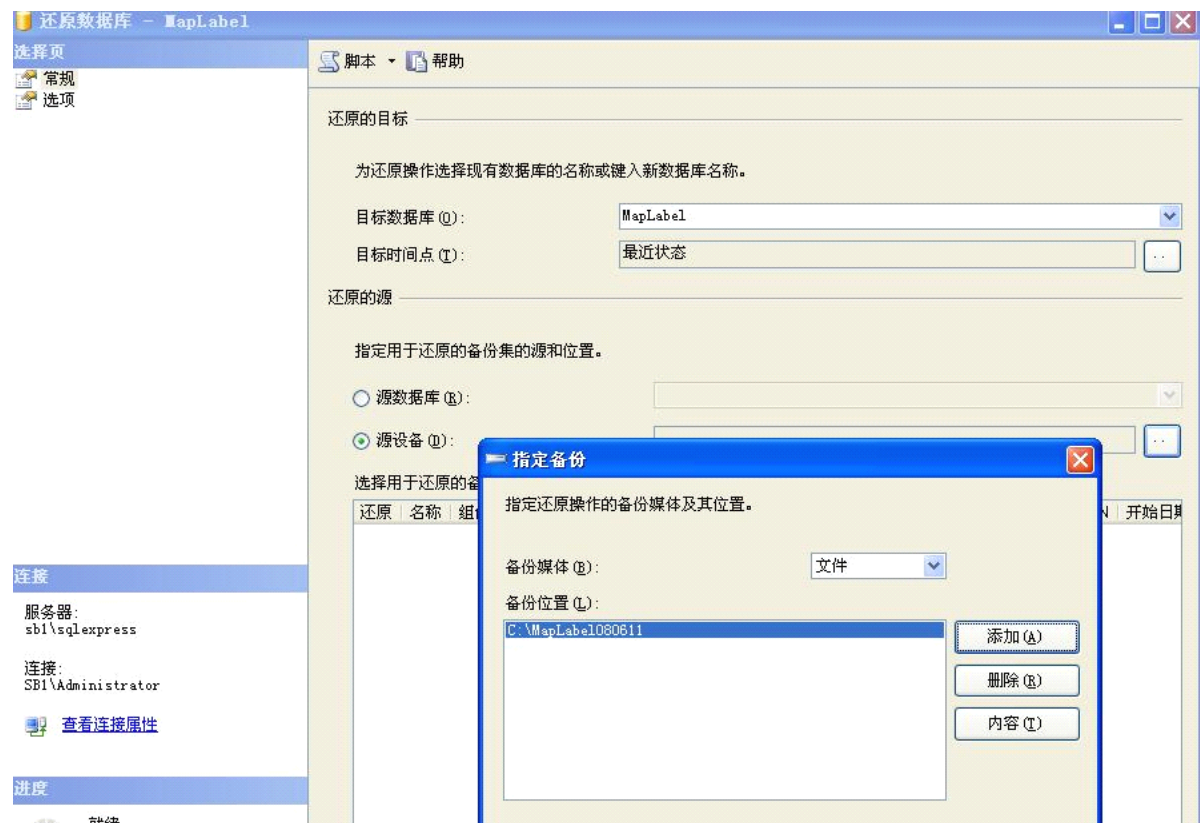 还原数据库 - MapLabel
选择页
常规
选项
脚本
帮助
还原的目标
为还原操作选择现有数据库的名称或键入新数据库名称。
目标数据库(O):
MapLabel
目标时间点(T):
最近状态
还原的源
指定用于还原的备份集的源和位置。
源数据库(R):
源设备(D):
选择用于还原的备
还原 名称 组
开始日期
指定备份
指定还原操作的备份媒体及其位置。
备份媒体(B):
文件
备份位置(L):
C:\MapLabel080611
添加(A)
删除(R)
内容(T)
连接
服务器:
sb1\sqlexpress
连接:
SB1\Administrator
查看连接属性
进度
就绪